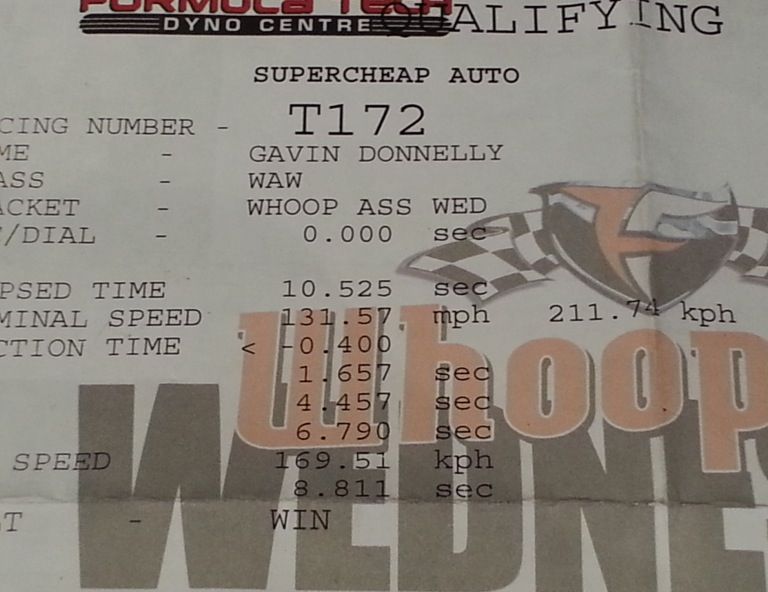 FORMULA TECH
DYNO CENTRE
QUALIFYING
SUPERCHEAP AUTO
CING NUMBER - T172
ME - GAVIN DONNELLY
ASS - WAW
ACKET - WHOOP ASS WED
/DIAL - 0.000 sec
PSED TIME 10.525 sec
MINAL SPEED 131.57 mph 211.74 kph
CTION TIME < -0.400
1.657 sec
4.457 sec
6.790 sec
SPEED 169.51 kph
8.811 sec
T - WIN
Whoop
WEDNES